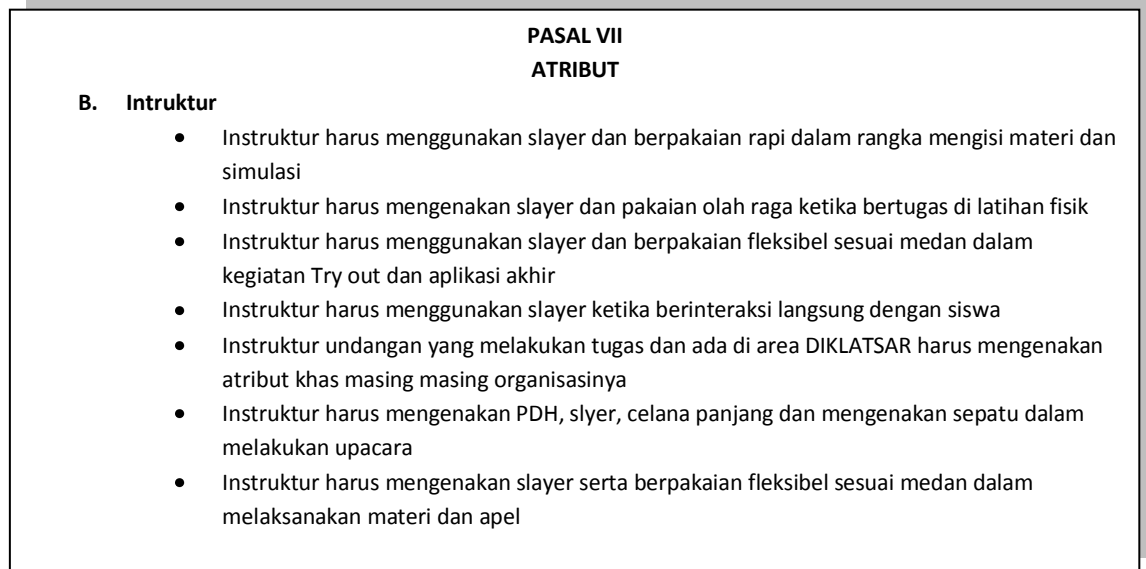 PASAL VII
ATRIBUT
B. Intruktur
• Instruktur harus menggunakan slayer dan berpakaian rapi dalam rangka mengisi materi dan
simulasi
• Instruktur harus mengenakan slayer dan pakaian olah raga ketika bertugas di latihan fisik
• Instruktur harus menggunakan slayer dan berpakaian fleksibel sesuai medan dalam
kegiatan Try out dan aplikasi akhir
• Instruktur harus menggunakan slayer ketika berinteraksi langsung dengan siswa
• Instruktur undangan yang melakukan tugas dan ada di area DIKLATSAR harus mengenakan
atribut khas masing masing organisasinya
• Instruktur harus mengenakan PDH, slyer, celana panjang dan mengenakan sepatu dalam
melakukan upacara
• Instruktur harus mengenakan slayer serta berpakaian fleksibel sesuai medan dalam
melaksanakan materi dan apel